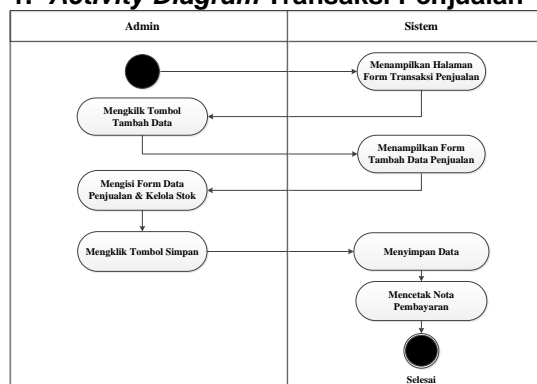 1. Activity Diagram Transaksi Penjualan
Admin
Sistem
Menampilkan Halaman
Form Transaksi Penjualan
Mengkilk Tombol
Tambah Data
Menampilkan Form
Tambah Data Penjualan
Mengisi Form Data
Penjualan & Kelola Stok
Mengklik Tombol Simpan
Menyimpan Data
Mencetak Nota
Pembayaran
Selesai